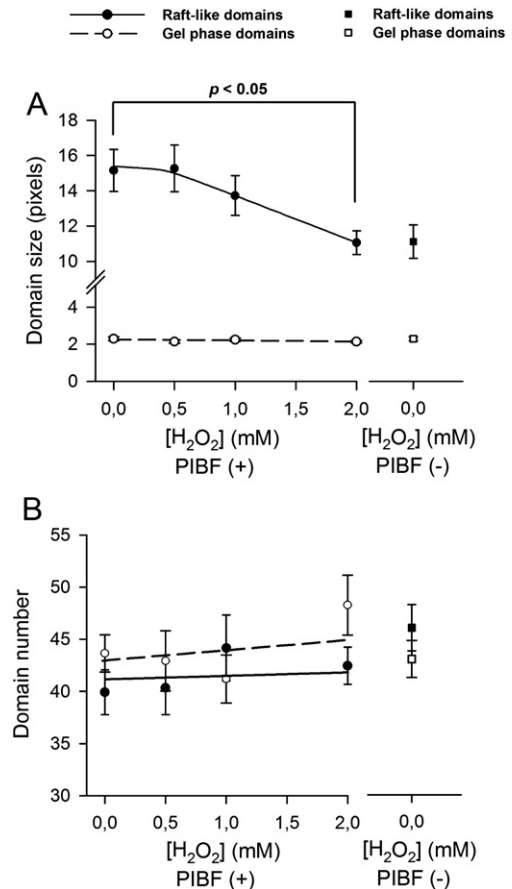 Raft-like domains
Gel phase domains
Raft-like domains
Gel phase domains
A
p < 0.05
Domain size (pixels)
18
16
14
12
10
4
2
0
0,0 0,5 1,0 1,5 2,0 0,0
[H₂O₂] (mM) [H₂O₂] (mM)
PIBF (+) PIBF (-)
B
Domain number
55
50
45
40
35
30
0,0 0,5 1,0 1,5 2,0 0,0
[H₂O₂] (mM) [H₂O₂] (mM)
PIBF (+) PIBF (-)